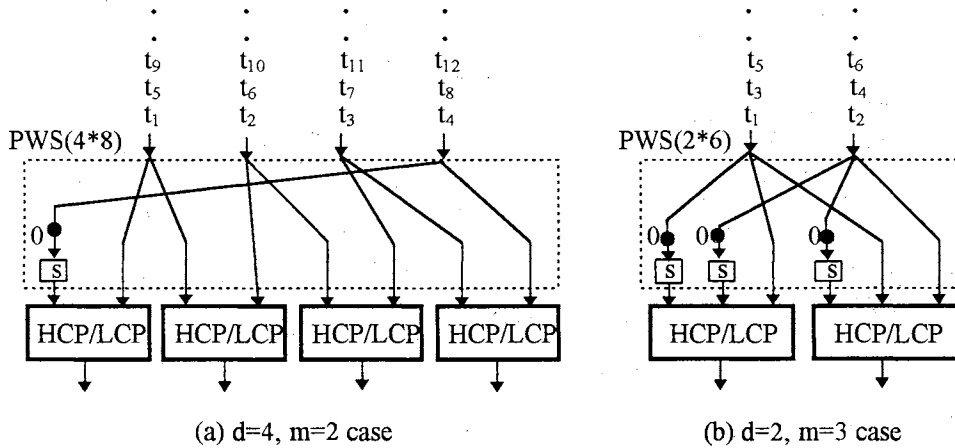 t9 t10 t11 t12 t5 t6
t5 t6 t7 t8 t3 t4
t1 t2 t3 t4 t1 t2
PWS(4*8) PWS(2*6)
0 0 0 0
s s s s
HCP/LCP HCP/LCP HCP/LCP HCP/LCP HCP/LCP HCP/LCP
(a) d=4, m=2 case (b) d=2, m=3 case